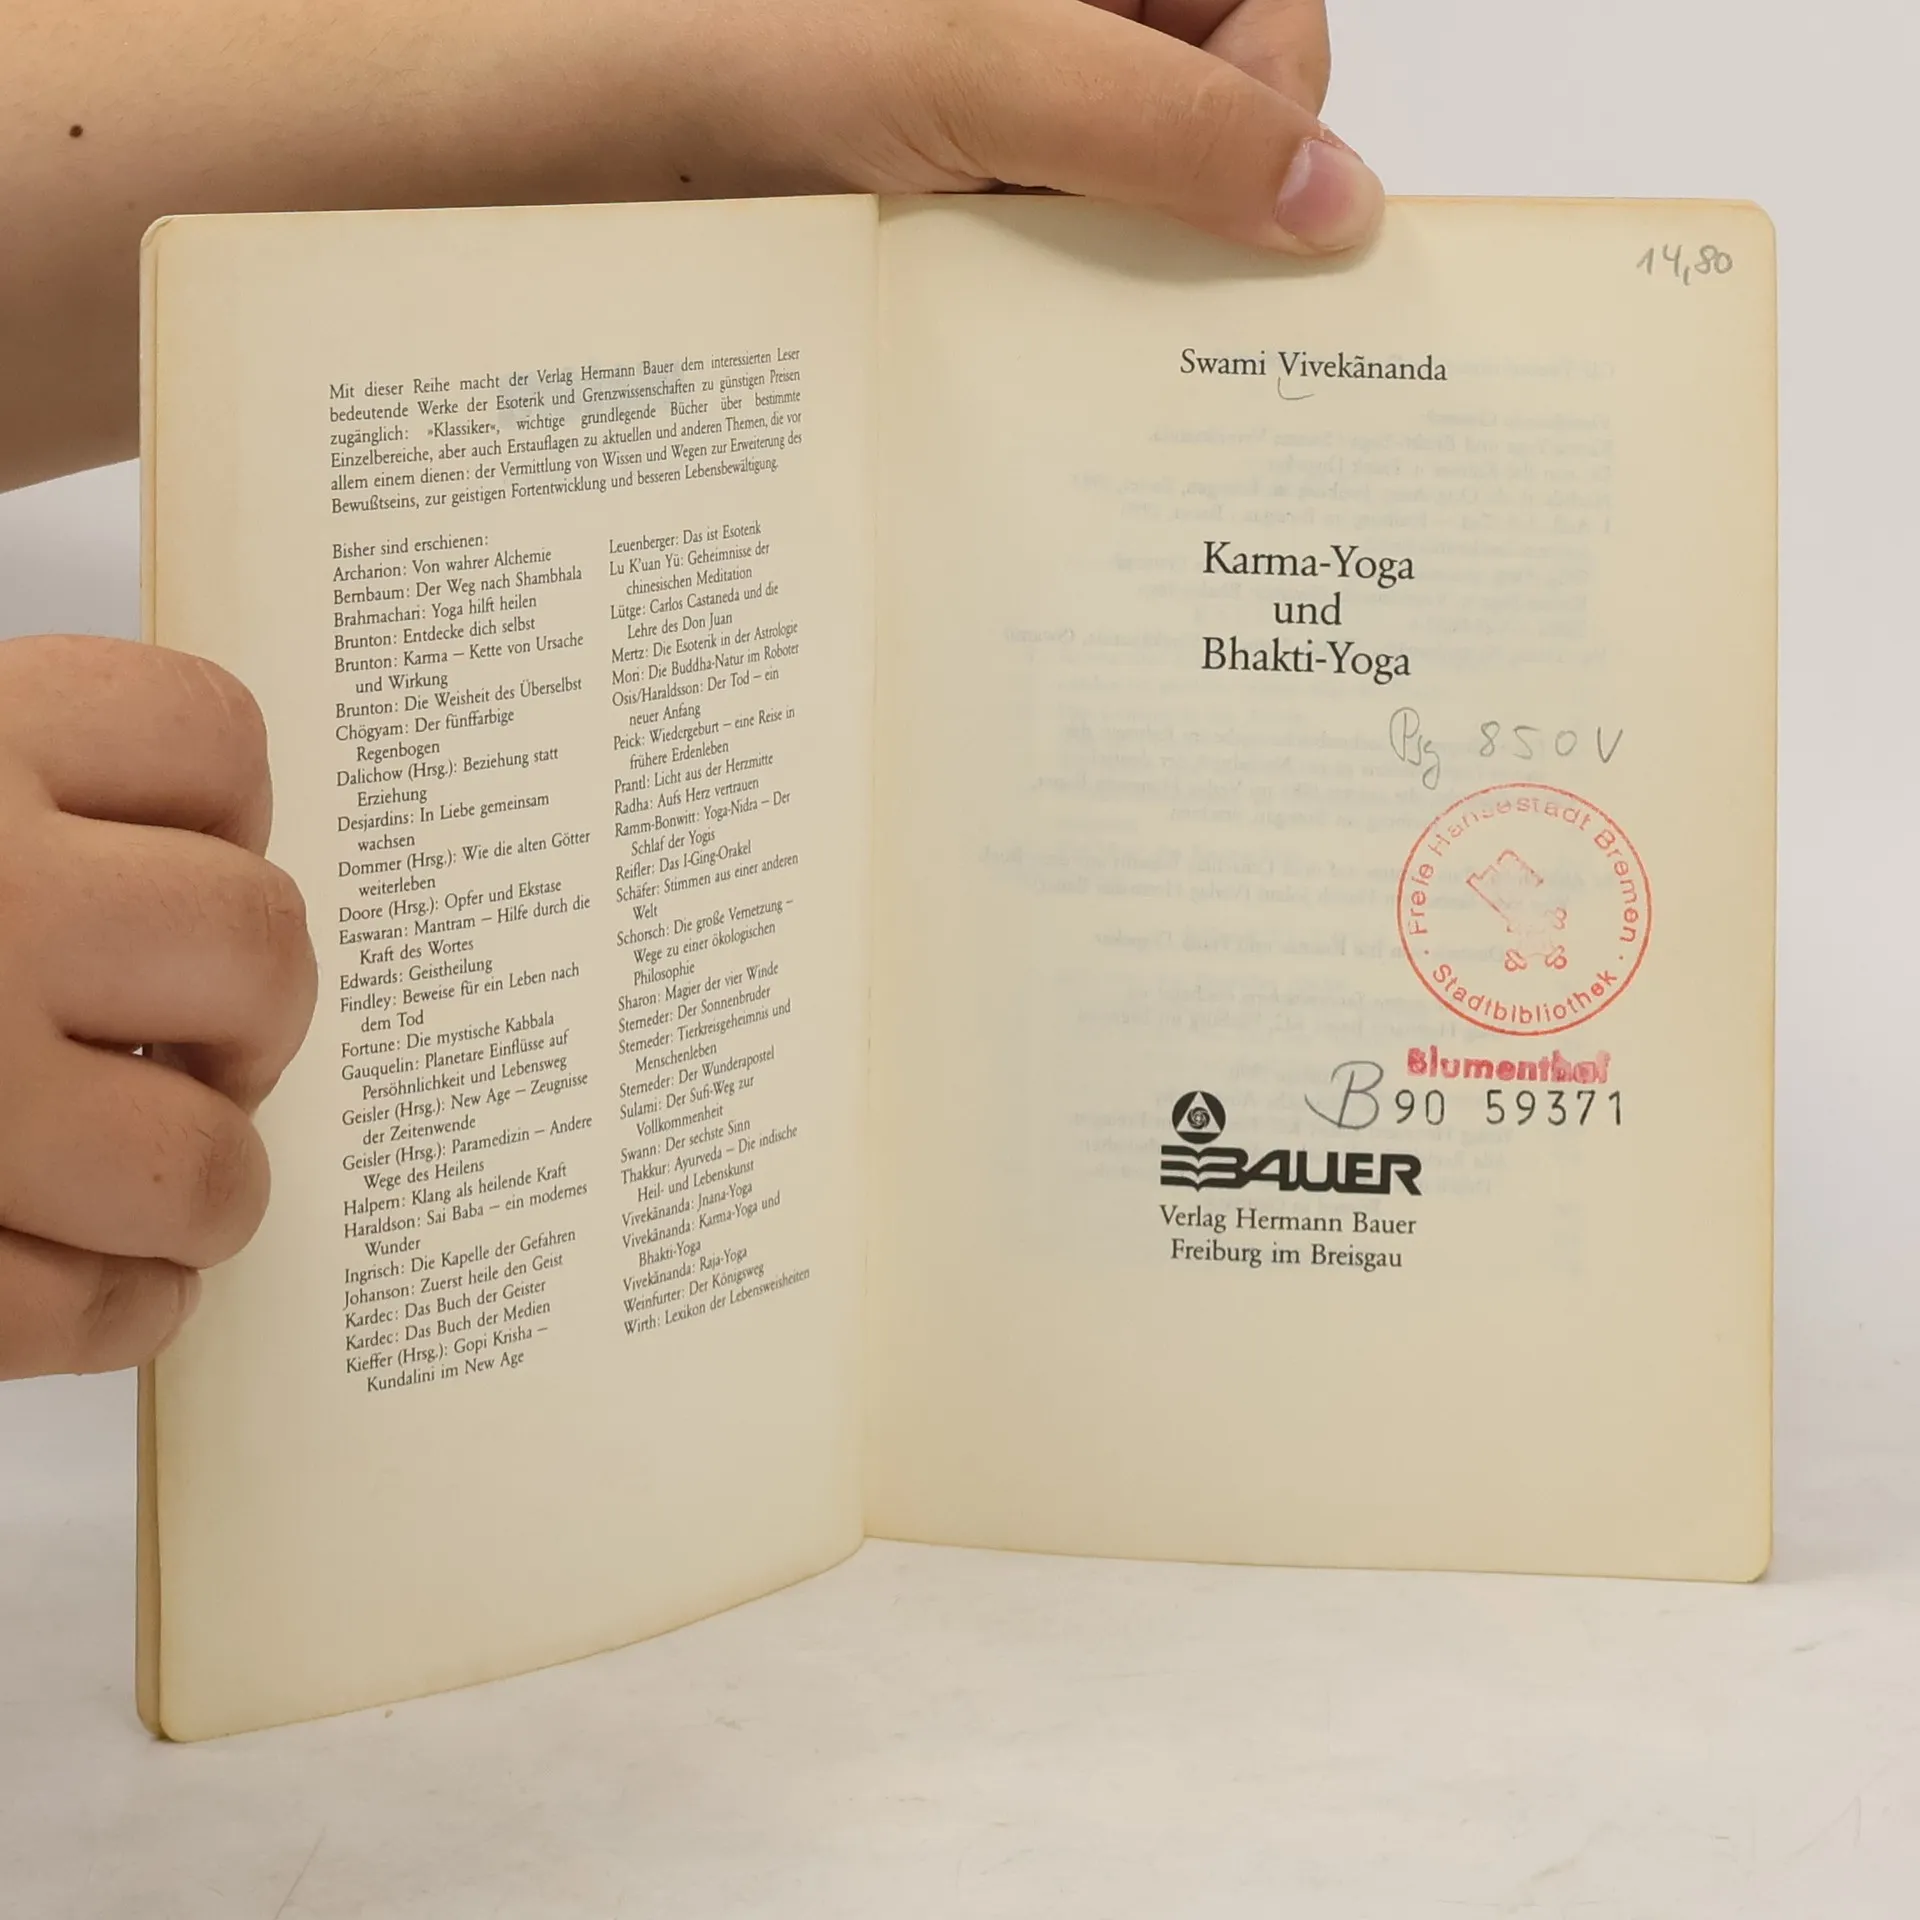 Mit dieser Reihe macht der Verlag Hermann Bauer dem interessierten Leser
bedeutende Werke der Esoterik und Grenzwissenschaften zu günstigen Preisen
zugänglich: »Klassiker«, wichtige grundlegende Bücher über bestimmte
Einzelbereiche, aber auch Erstauflagen zu aktuellen und anderen Themen, die vor
allem einem dienen: der Vermittlung von Wissen und Wegen zur Erweiterung des
Bewußtseins, zur geistigen Fortentwicklung und besseren Lebensbewältigung.
Bisher sind erschienen:
Archarion: Von wahrer Alchemie
Bernbaum: Der Weg nach Shambhala
Brahmachari: Yoga hilft heilen
Brunton: Entdecke dich selbst
Brunton: Karma – Kette von Ursache
und Wirkung
Brunton: Die Weisheit des Überselbst
Chögyam: Der fünffarbige
Regenbogen
Dalichow (Hrsg.): Beziehung statt
Erziehung
Desjardins: In Liebe gemeinsam
wachsen
Dommer (Hrsg.): Wie die alten Götter
weiterleben
Doore (Hrsg.): Opfer und Ekstase
Easwaran: Mantram – Hilfe durch die
Kraft des Wortes
Edwards: Geistheilung
Findley: Beweise für ein Leben nach
dem Tod
Fortune: Die mystische Kabbala
Gauquelin: Planetare Einflüsse auf
Persöhnlichkeit und Lebensweg
Geisler (Hrsg.): New Age – Zeugnisse
der Zeitenwende
Geisler (Hrsg.): Paramedizin – Andere
Wege des Heilens
Halpern: Klang als heilende Kraft
Haraldson: Sai Baba – ein modernes
Wunder
Ingrisch: Die Kapelle der Gefahren
Johanson: Zuerst heile den Geist
Kardec: Das Buch der Geister
Kardec: Das Buch der Medien
Kieffer (Hrsg.): Gopi Krisha –
Kundalini im New Age
Leuenberger: Das ist Esoterik
Lu K'uan Yü: Geheimnisse der
chinesischen Meditation
Lütge: Carlos Castaneda und die
Lehre des Don Juan
Mertz: Die Esoterik in der Astrologie
Mori: Die Buddha-Natur im Roboter
Osis/Haraldsson: Der Tod – ein
neuer Anfang
Peick: Wiedergeburt – eine Reise in
frühere Erdenleben
Prantl: Licht aus der Herzmitte
Radha: Aufs Herz vertrauen
Ramm-Bonwitt: Yoga-Nidra – Der
Schlaf der Yogis
Reifler: Das I-Ging-Orakel
Schäfer: Stimmen aus einer anderen
Welt
Schorsch: Die große Vernetzung –
Wege zu einer ökologischen
Philosophie
Sharon: Magier der vier Winde
Sterneder: Der Sonnenbruder
Sterneder: Tierkreisgeheimnis und
Menschenleben
Sterneder: Der Wunderapostel
Sulami: Der Sufi-Weg zur
Vollkommenheit
Swann: Der sechste Sinn
Thakkur: Ayurveda – Die indische
Heil- und Lebenskunst
Vivekânanda: Jnana-Yoga
Vivekânanda: Karma-Yoga und
Bhakti-Yoga
Vivekânanda: Raja-Yoga
Weinfurter: Der Königsweg
Wirth: Lexikon der Lebensweisheiten
14,80
Swami Vivekãnanda
Karma-Yoga
und
Bhakti-Yoga
850 V
Freie Hansestadt Bremen
Stadtbibliothek
Blumenthal
B 90 59371
BAUER
Verlag Hermann Bauer
Freiburg im Breisgau